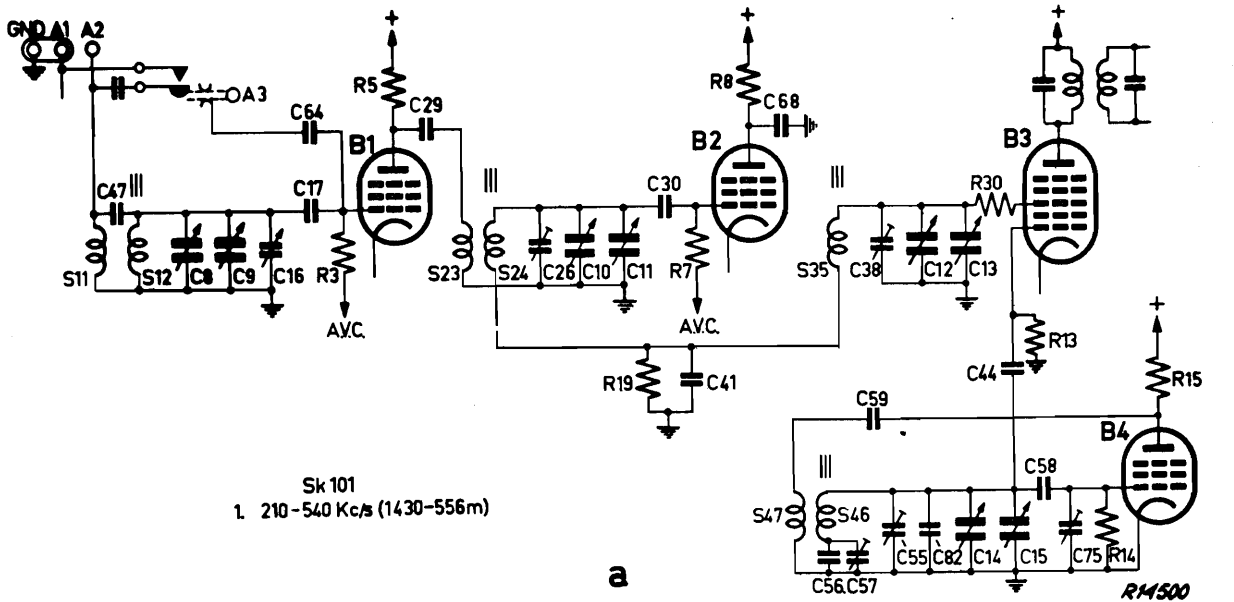 GND A1 A2
A3
C64
R5
C29
B1
C47
C17
S11
S12
C8
C9
C16
R3
A.V.C.
S23
S24
C26
C10
C11
C30
R8
C68
B2
R7
A.V.C.
R19
C41
S35
C38
C12
C13
R30
B3
R13
C44
R15
C59
B4
C58
S47
S46
C55
C82
C14
C15
C75
R14
C56
C57
Sk 101
1. 210-540 Kc/s (1430-556m)
a
R14500
+
+
+
+